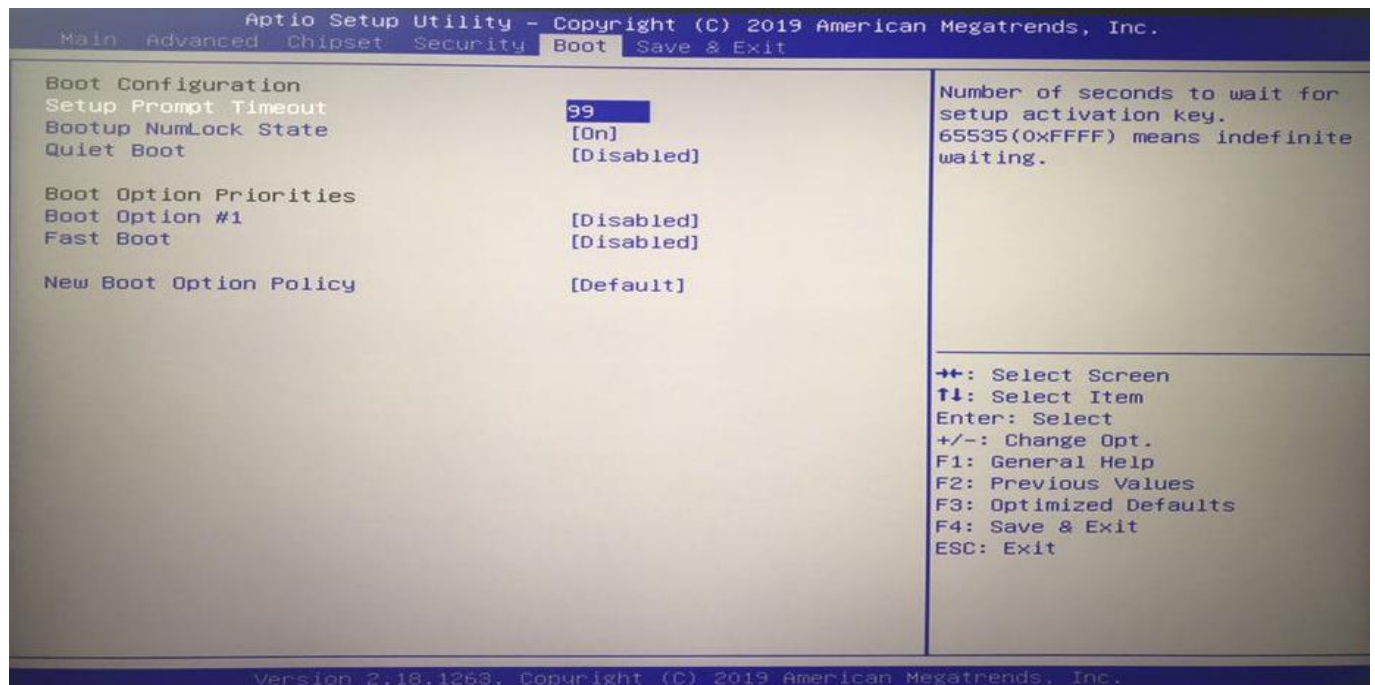 Aptio Setup Utility – Copyright (C) 2019 American Megatrends, Inc.
Main Advanced Chipset Security Boot Save & Exit
Boot Configuration
Setup Prompt Timeout 99
Bootup NumLock State [On]
Quiet Boot [Disabled]
Boot Option Priorities
Boot Option #1 [Disabled]
Fast Boot [Disabled]
New Boot Option Policy [Default]
Number of seconds to wait for
setup activation key.
65535(0xFFFF) means indefinite
waiting.
→←: Select Screen
↑↓: Select Item
Enter: Select
+/-: Change Opt.
F1: General Help
F2: Previous Values
F3: Optimized Defaults
F4: Save & Exit
ESC: Exit
Version 2.18.1263. Copyright (C) 2019 American Megatrends, Inc.